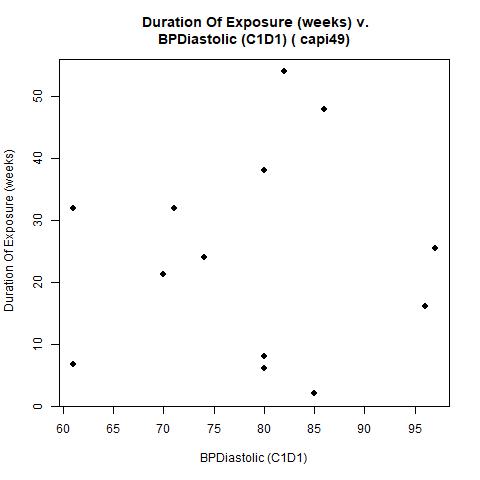 Duration Of Exposure (weeks) v.
BPDiastolic (C1D1) ( capi49)
Duration Of Exposure (weeks)
50
40
30
20
10
0
60 65 70 75 80 85 90 95
BPDiastolic (C1D1)